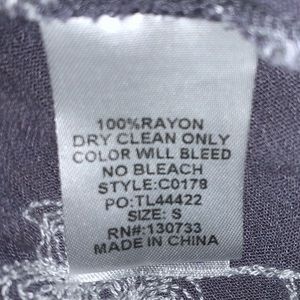 100%RAYON
DRY CLEAN ONLY
COLOR WILL BLEED
NO BLEACH
STYLE:C0178
PO:TL44422
SIZE: S
RN#:130733
MADE IN CHINA